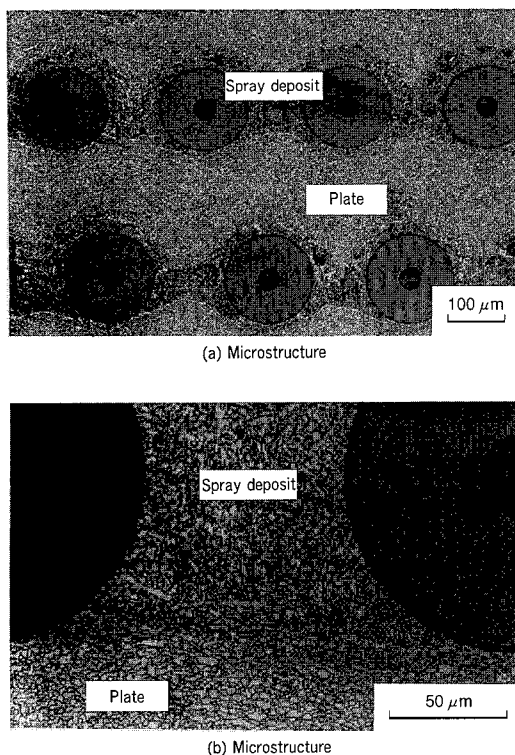 Spray deposit
Plate
100 μm
(a) Microstructure
Spray deposit
Plate
50 μm
(b) Microstructure